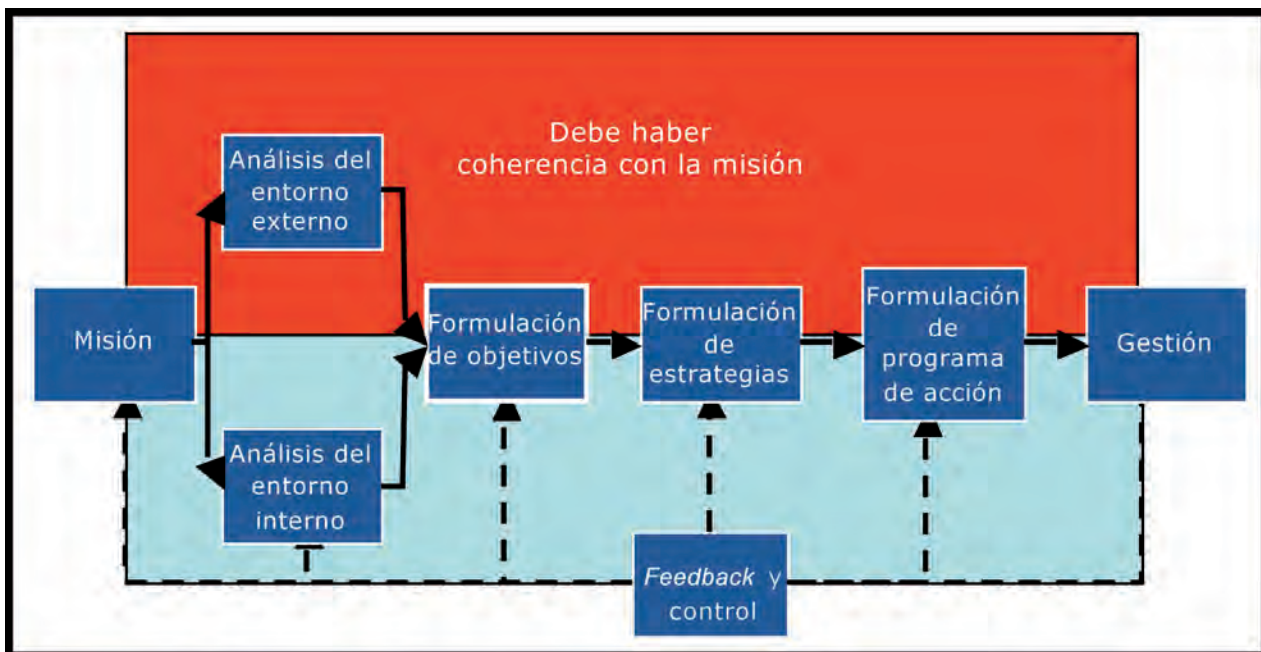 Debe haber
coherencia con la misión
Análisis del
entorno
externo
Misión
Formulación
de objetivos
Formulación
de
estrategias
Formulación
de
programa
de acción
Gestión
Análisis del
entorno
interno
Feedback y
control